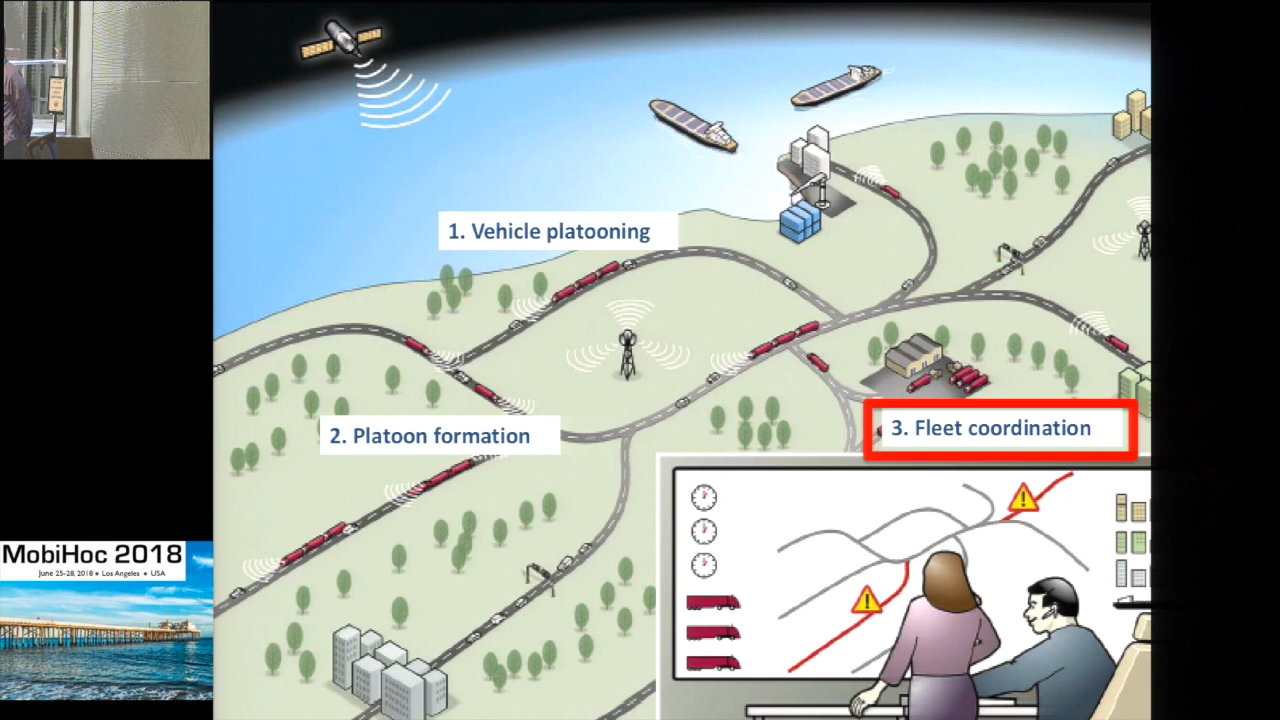 1. Vehicle platooning
2. Platoon formation
3. Fleet coordination
!
!
MobiHoc 2018
June 25-28, 2018 • Los Angeles • USA